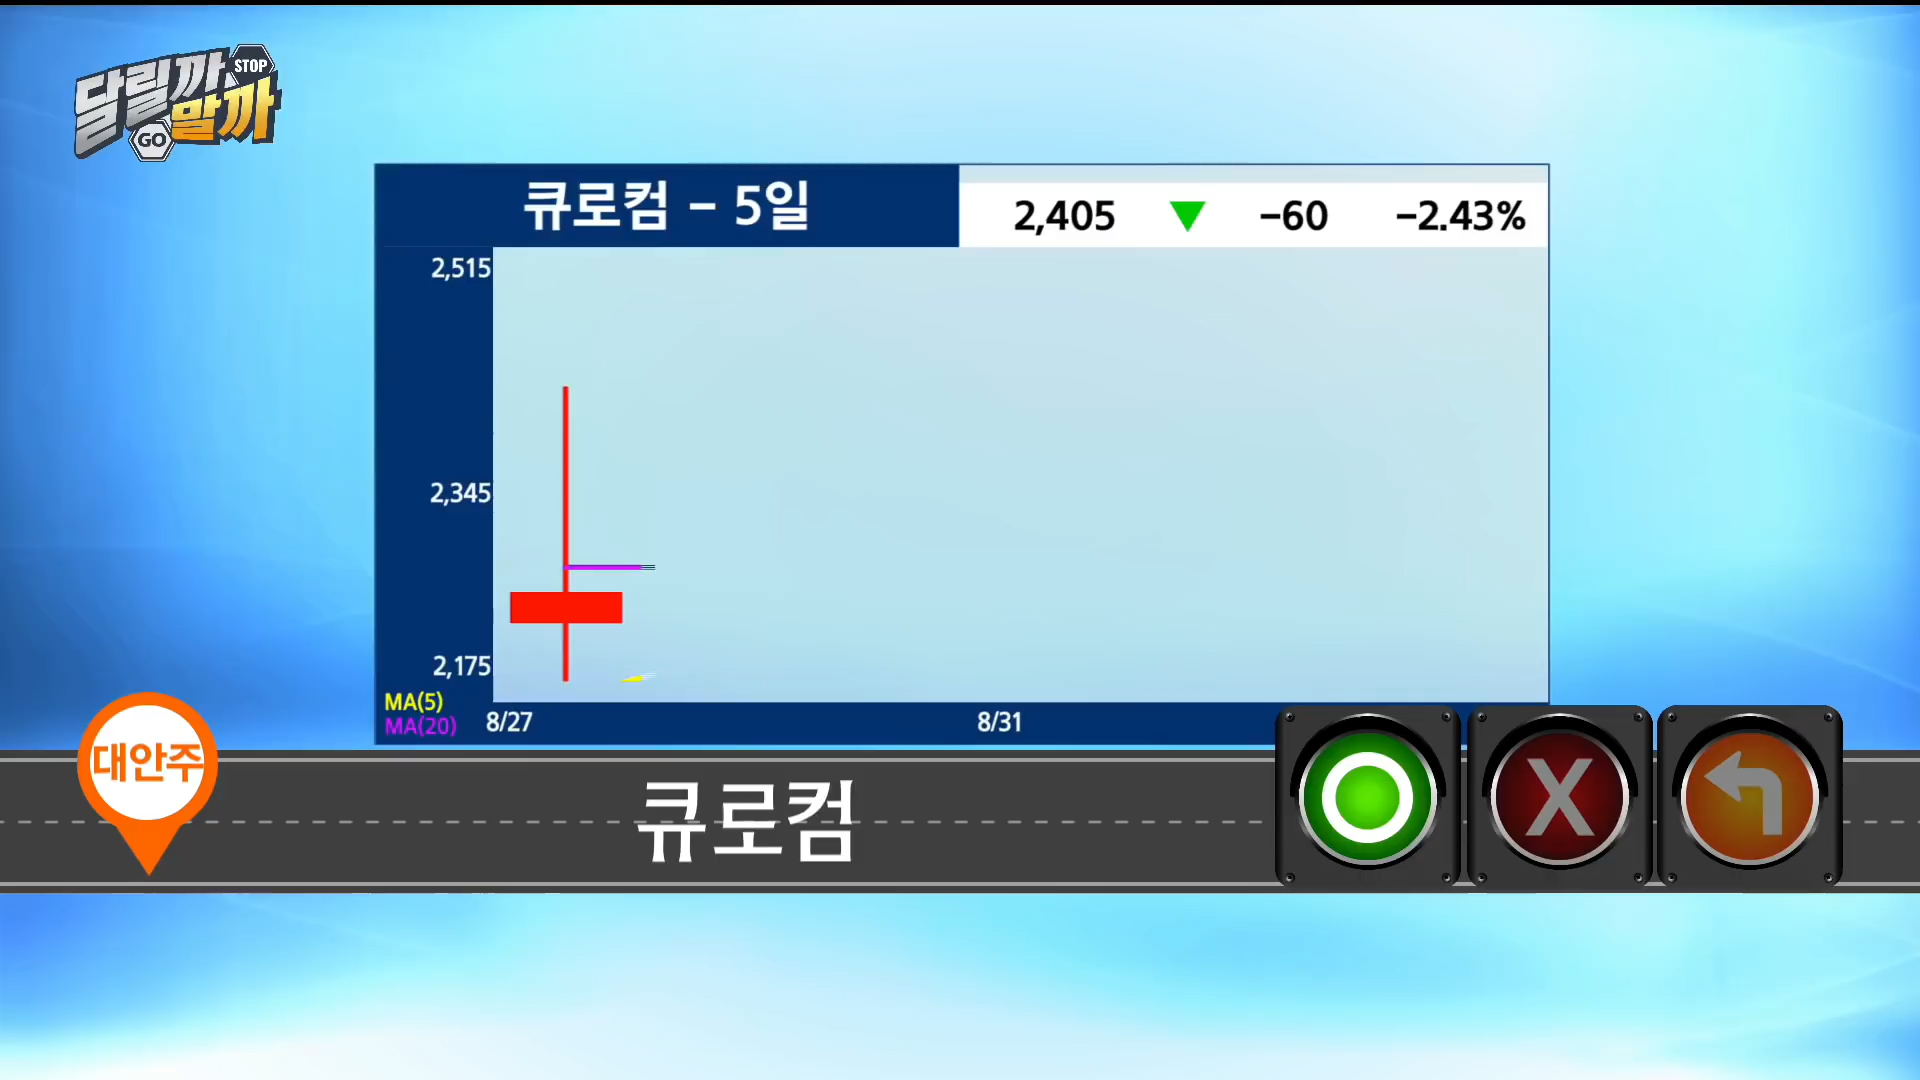 달릴까 STOP
GO 말까
큐로컴 - 5일
2,405 ▼ -60 -2.43%
2,515
2,345
2,175
MA(5)
MA(20)
8/27 8/31
대안주
큐로컴
O X